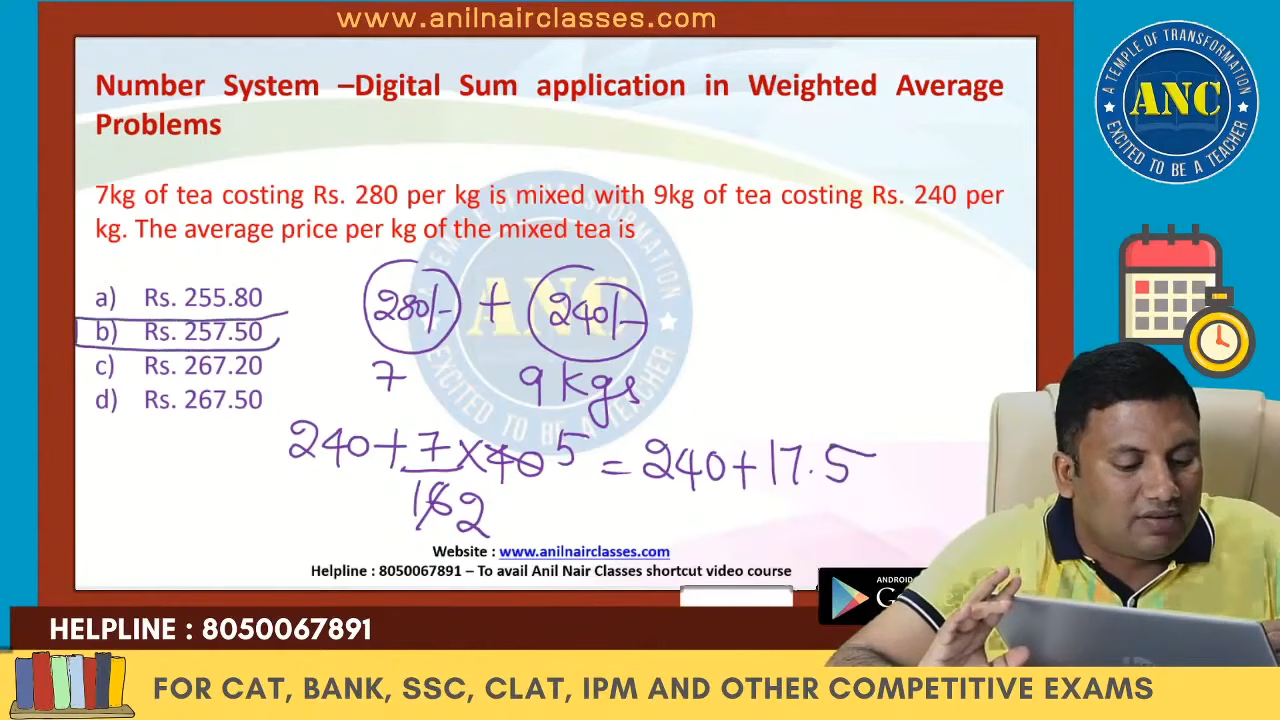 www.anilnairclasses.com
Number System –Digital Sum application in Weighted Average
Problems
7kg of tea costing Rs. 280 per kg is mixed with 9kg of tea costing Rs. 240 per
kg. The average price per kg of the mixed tea is
a) Rs. 255.80
b) Rs. 257.50
c) Rs. 267.20
d) Rs. 267.50
280/- + 240/-
7 9 kgs
240+7×40 5 = 240+17.5
16 2
Website : www.anilnairclasses.com
Helpline : 8050067891 – To avail Anil Nair Classes shortcut video course
ANDROID
A TEMPLE OF TRANSFORMATION
ANC
EXCITED TO BE A TEACHER
HELPLINE : 8050067891
FOR CAT, BANK, SSC, CLAT, IPM AND OTHER COMPETITIVE EXAMS